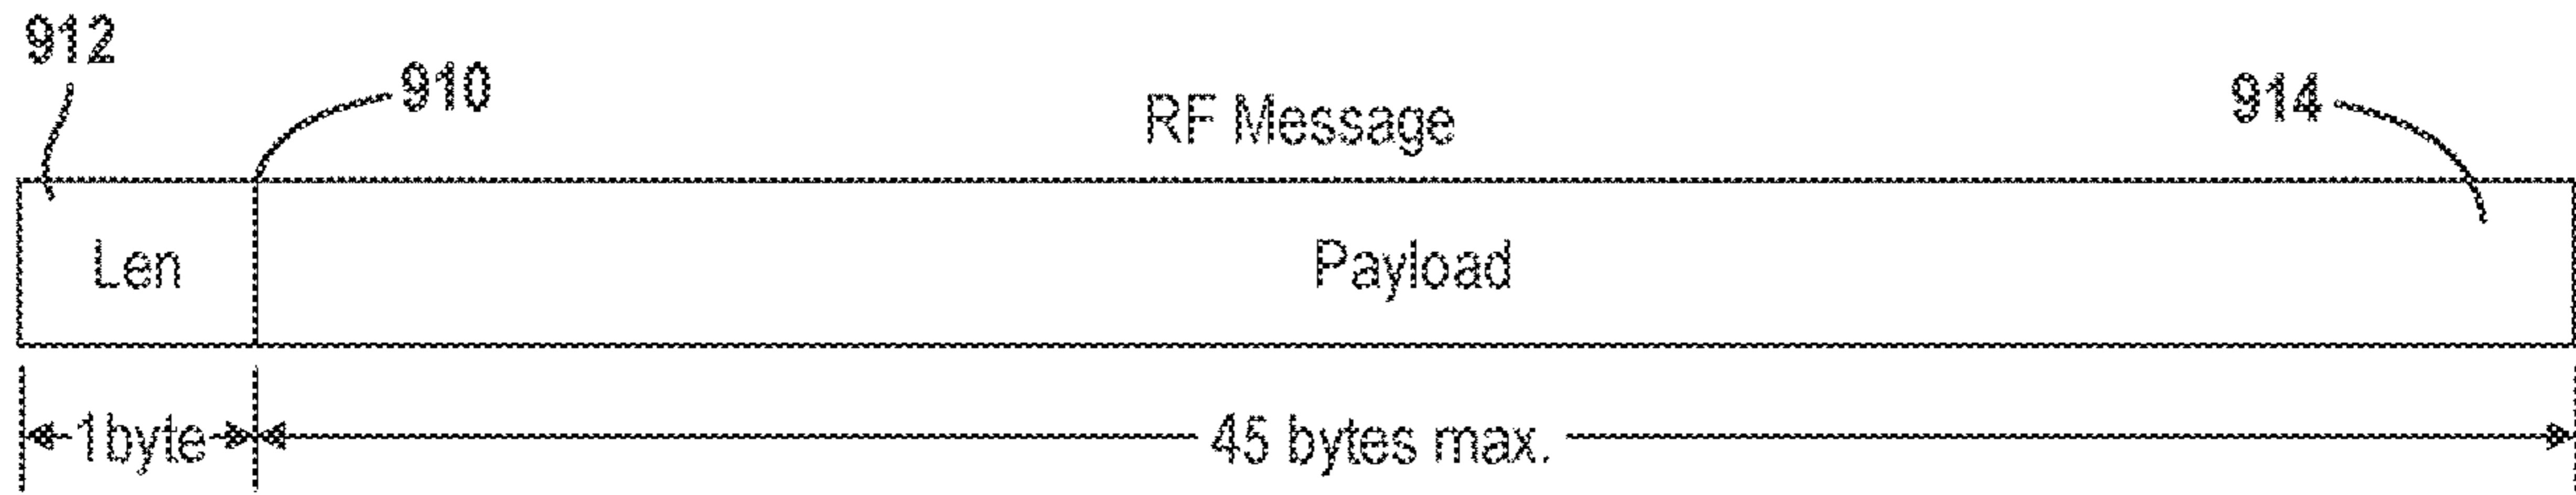 912
910
RF Message
914
Len
Payload
1byte
45 bytes max.